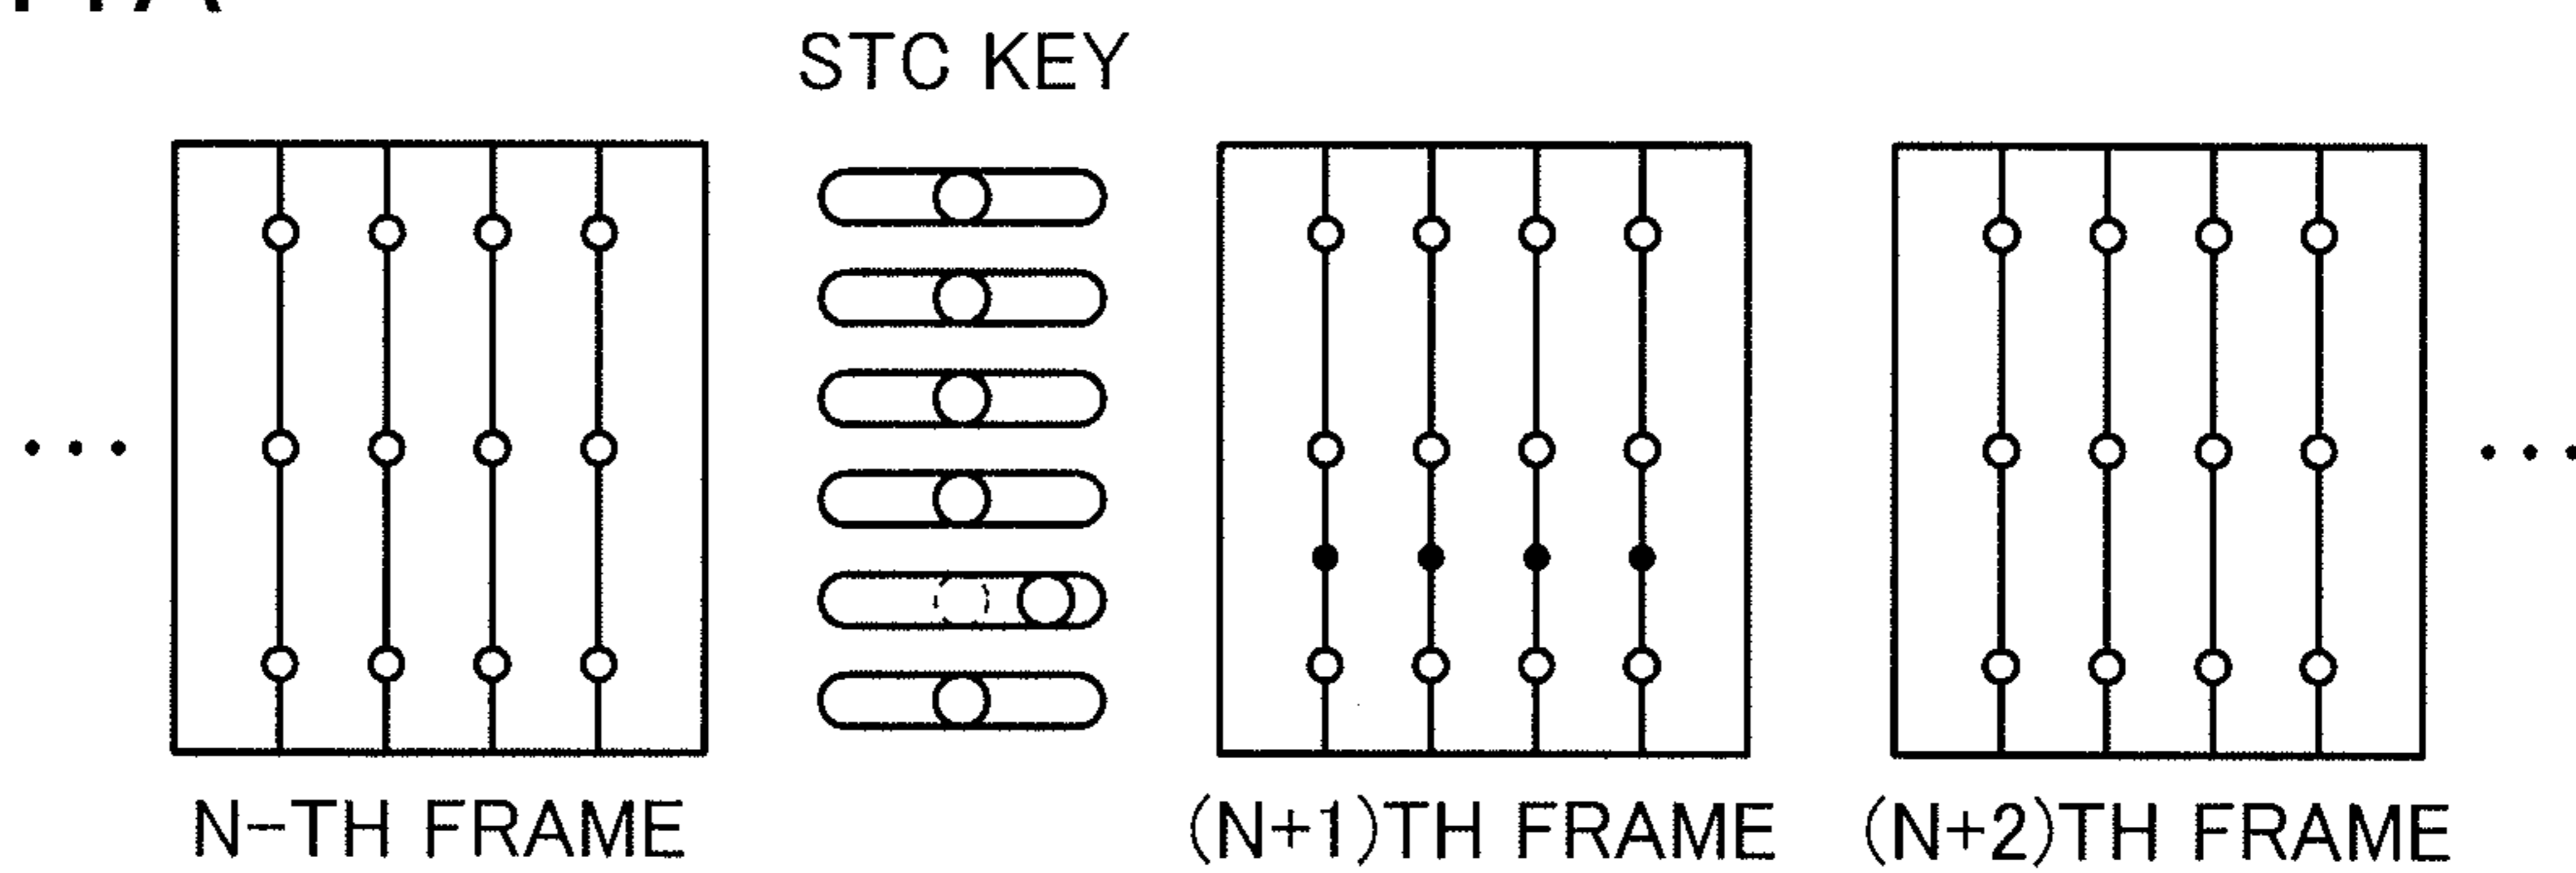 STC KEY
N-TH FRAME
(N+1)TH FRAME
(N+2)TH FRAME